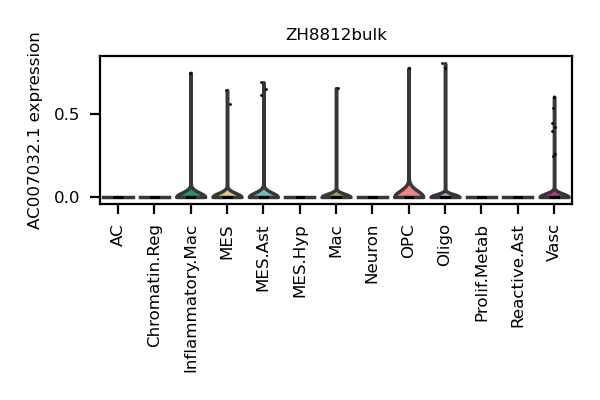 ZH8812bulk
AC007032.1 expression
0.5
0.0
AC
Chromatin.Reg
Inflammatory.Mac
MES
MES.Ast
MES.Hyp
Mac
Neuron
OPC
Oligo
Prolif.Metab
Reactive.Ast
Vasc